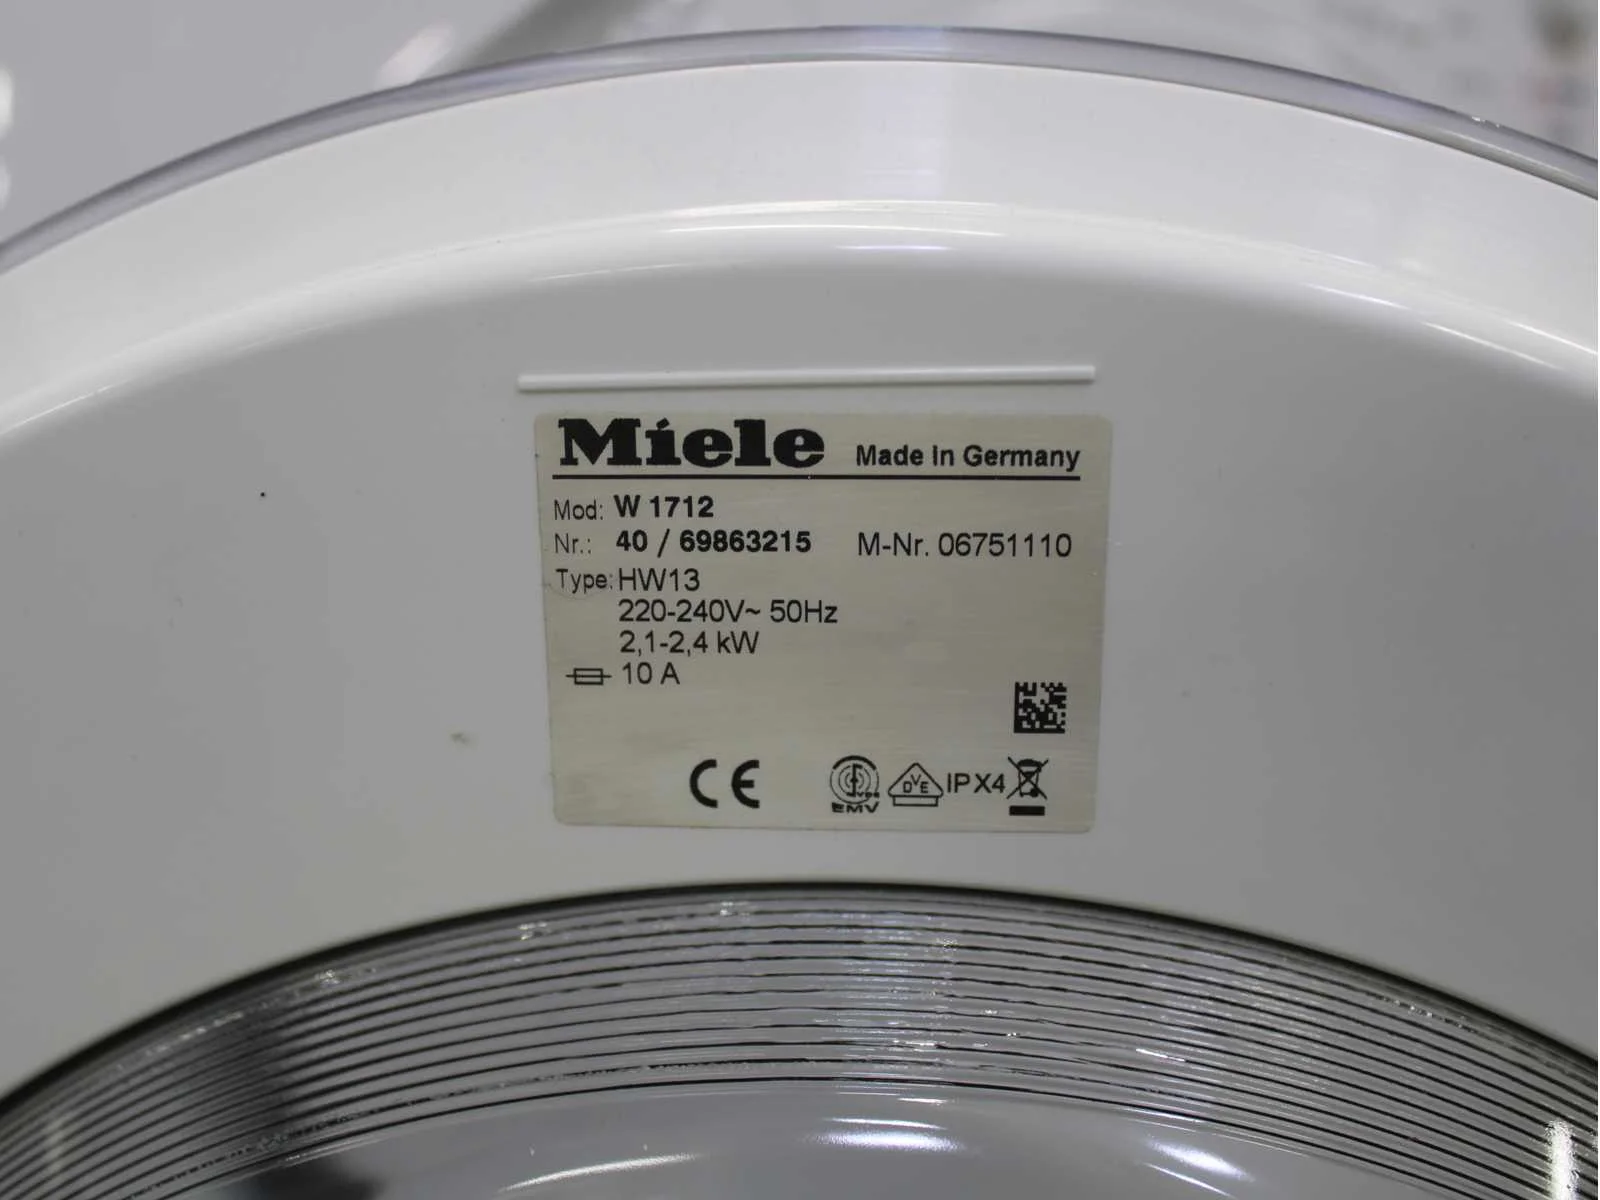 Miele Made in Germany
Mod: W 1712
Nr.: 40 / 69863215 M-Nr. 06751110
Type: HW13
220-240V~ 50Hz
2,1-2,4 kW
10 A
CE DVE IPX4
EMV